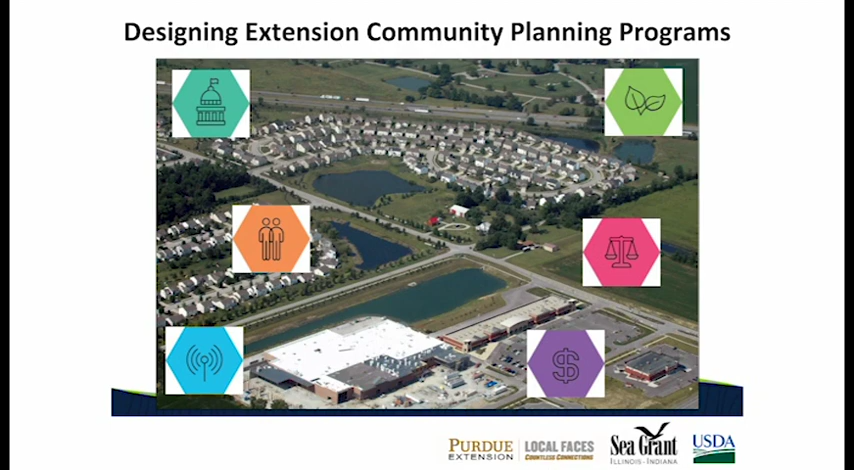 Designing Extension Community Planning Programs
$
PURDUE
EXTENSION
LOCAL FACES
COUNTLESS CONNECTIONS
Sea Grant
ILLINOIS-INDIANA
USDA